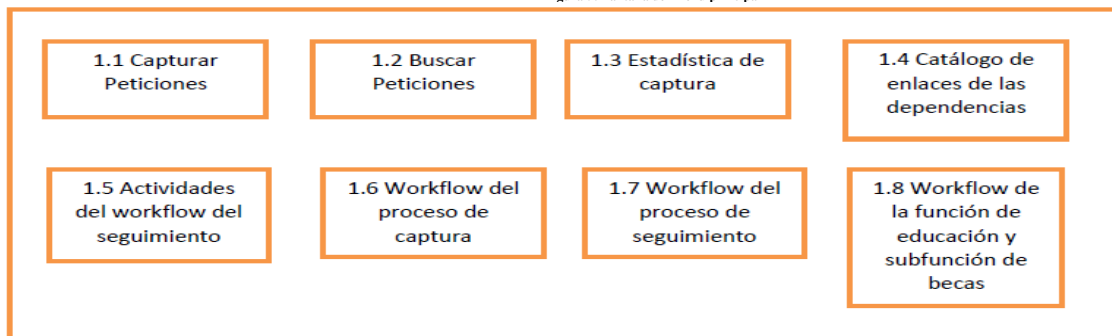 1.1 Capturar
Peticiones
1.2 Buscar
Peticiones
1.3 Estadística de
captura
1.4 Catálogo de
enlaces de las
dependencias
1.5 Actividades
del workflow del
seguimiento
1.6 Workflow del
proceso de
captura
1.7 Workflow del
proceso de
seguimiento
1.8 Workflow de
la función de
educación y
subfunción de
becas